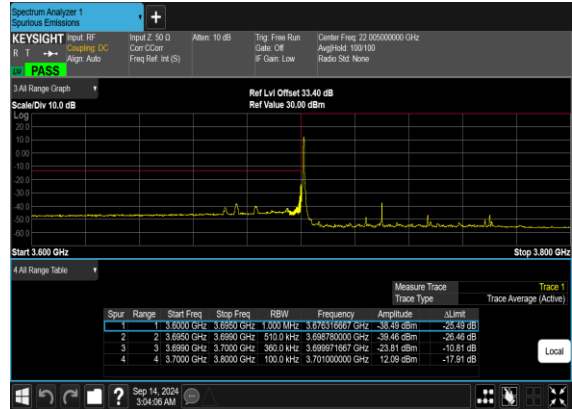 Spectrum Analyzer 1
Spurious Emissions
KEYSIGHT Input: RF Input Z: 50 Ω Atten: 10 dB Trig: Free Run Center Freq: 22.005000000 GHz
R T Coupling: DC Corr CCorr Gate: Off Avg|Hold: 100/100
Align: Auto Freq Ref: Int (S) IF Gain: Low Radio Std: None
PASS
3 All Range Graph
Ref Lvl Offset 33.40 dB
Scale/Div 10.0 dB Ref Value 30.00 dBm
Log
20.0
10.0
0.00
-10.0
-20.0
-30.0
-40.0
-50.0
-60.0
Start 3.600 GHz Stop 3.800 GHz
4 All Range Table
Measure Trace Trace 1
Trace Type Trace Average (Active)
Spur Range Start Freq Stop Freq RBW Frequency Amplitude ΔLimit
1 1 3.6000 GHz 3.6950 GHz 1.000 MHz 3.676316667 GHz -38.49 dBm -25.49 dB
2 2 3.6950 GHz 3.6990 GHz 510.0 kHz 3.698780000 GHz -39.46 dBm -26.46 dB
3 3 3.6990 GHz 3.7000 GHz 360.0 kHz 3.699971667 GHz -23.81 dBm -10.81 dB
4 4 3.7000 GHz 3.8000 GHz 100.0 kHz 3.701000000 GHz 12.09 dBm -17.91 dB
Local
? Sep 14, 2024
3:04:06 AM